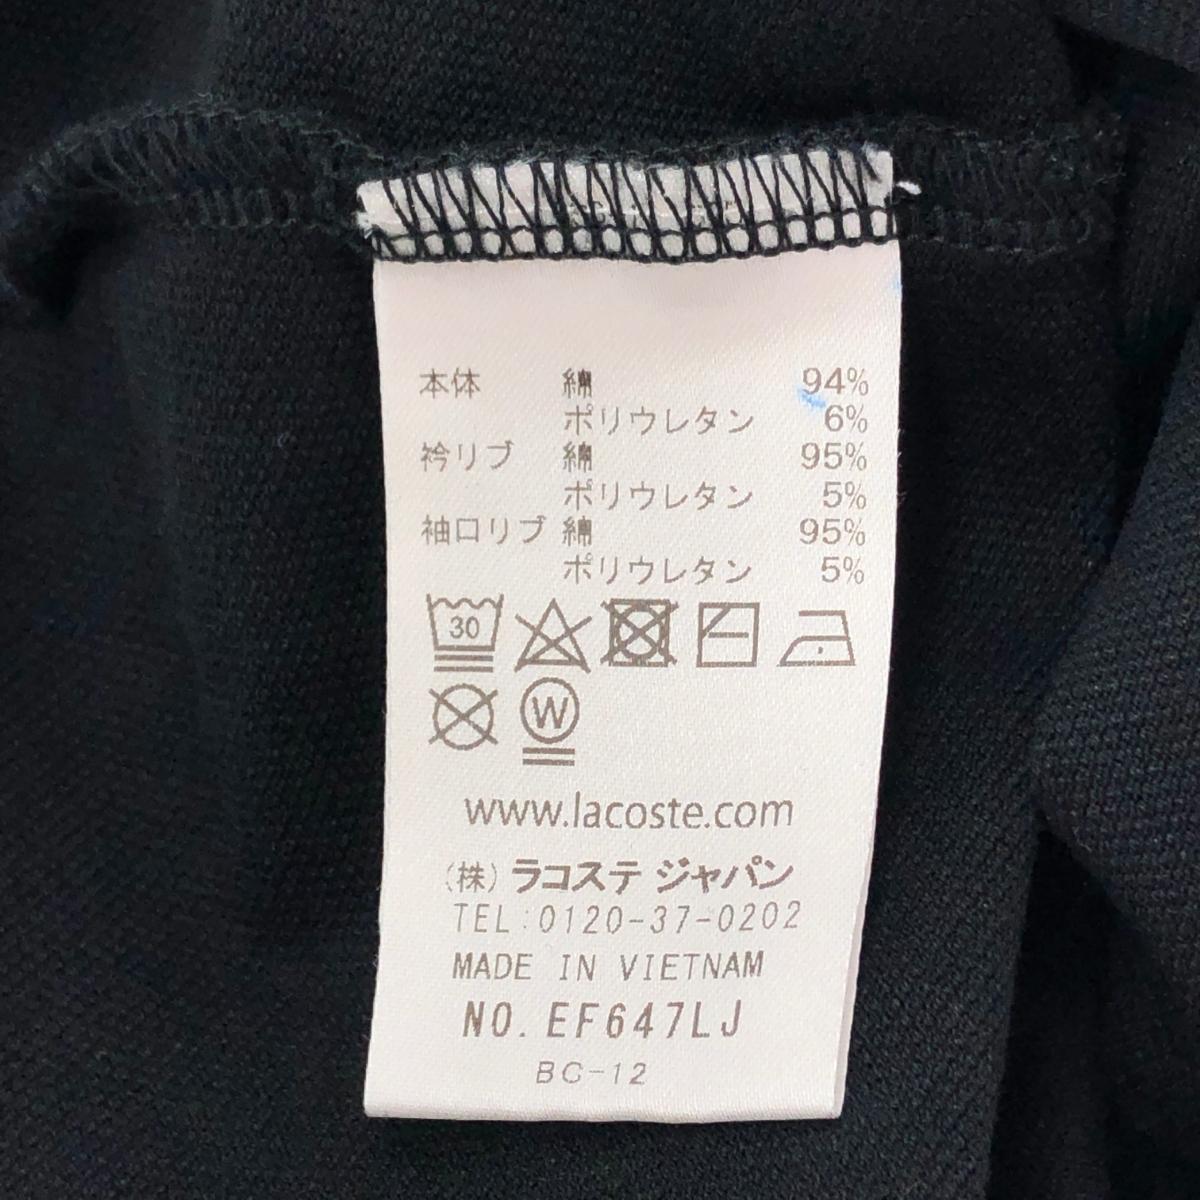 本体 綿 94%
ポリウレタン 6%
衿リブ 綿 95%
ポリウレタン 5%
袖口リブ 綿 95%
ポリウレタン 5%
30
W
www.lacoste.com
(株) ラコステ ジャパン
TEL:0120-37-0202
MADE IN VIETNAM
NO. EF647LJ
BC-12